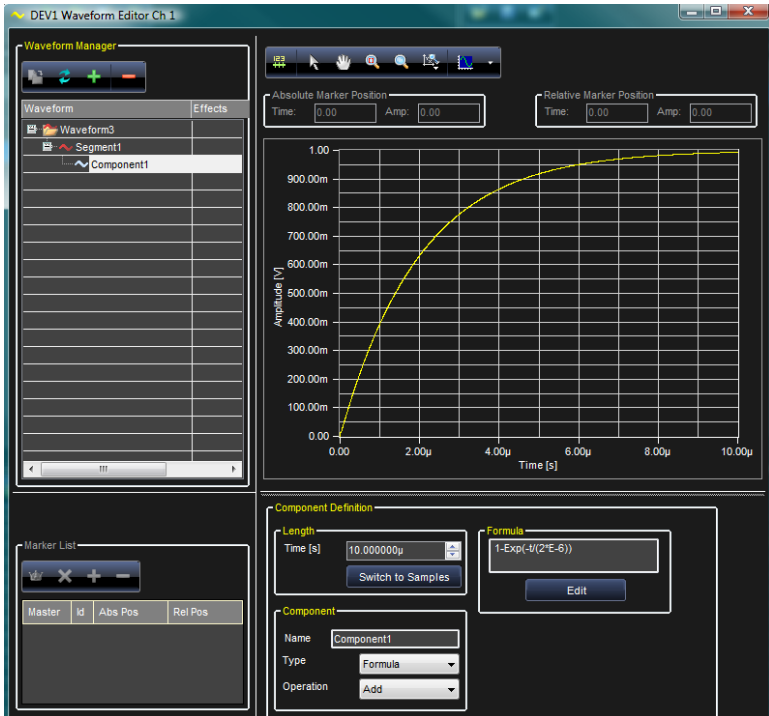 DEV1 Waveform Editor Ch 1
Waveform Manager
Waveform Effects
Waveform3
Segment1
Component1
Absolute Marker Position
Time: 0.00 Amp: 0.00
Relative Marker Position
Time: 0.00 Amp: 0.00
1.00
900.00m
800.00m
700.00m
600.00m
500.00m
400.00m
300.00m
200.00m
100.00m
0.00
Amplitude [V]
0.00 2.00µ 4.00µ 6.00µ 8.00µ 10.00µ
Time [s]
Marker List
Master Id Abs Pos Rel Pos
Component Definition
Length
Time [s] 10.000000µ
Switch to Samples
Formula
1-Exp(-t/(2*E-6))
Edit
Component
Name Component1
Type Formula
Operation Add